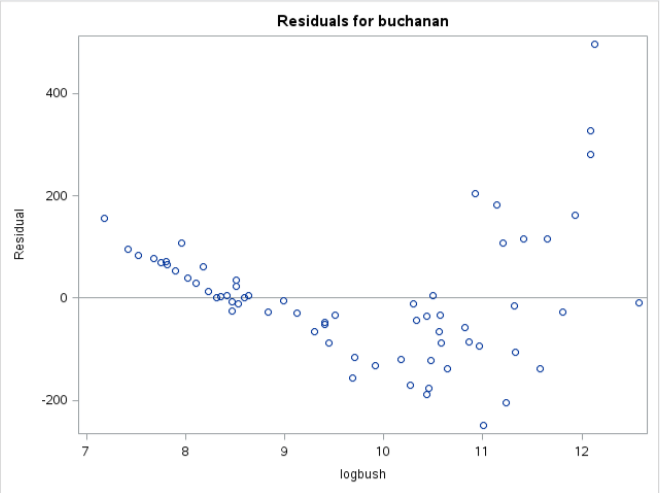 Residuals for buchanan
400
200
0
-200
Residual
7 8 9 10 11 12
logbush